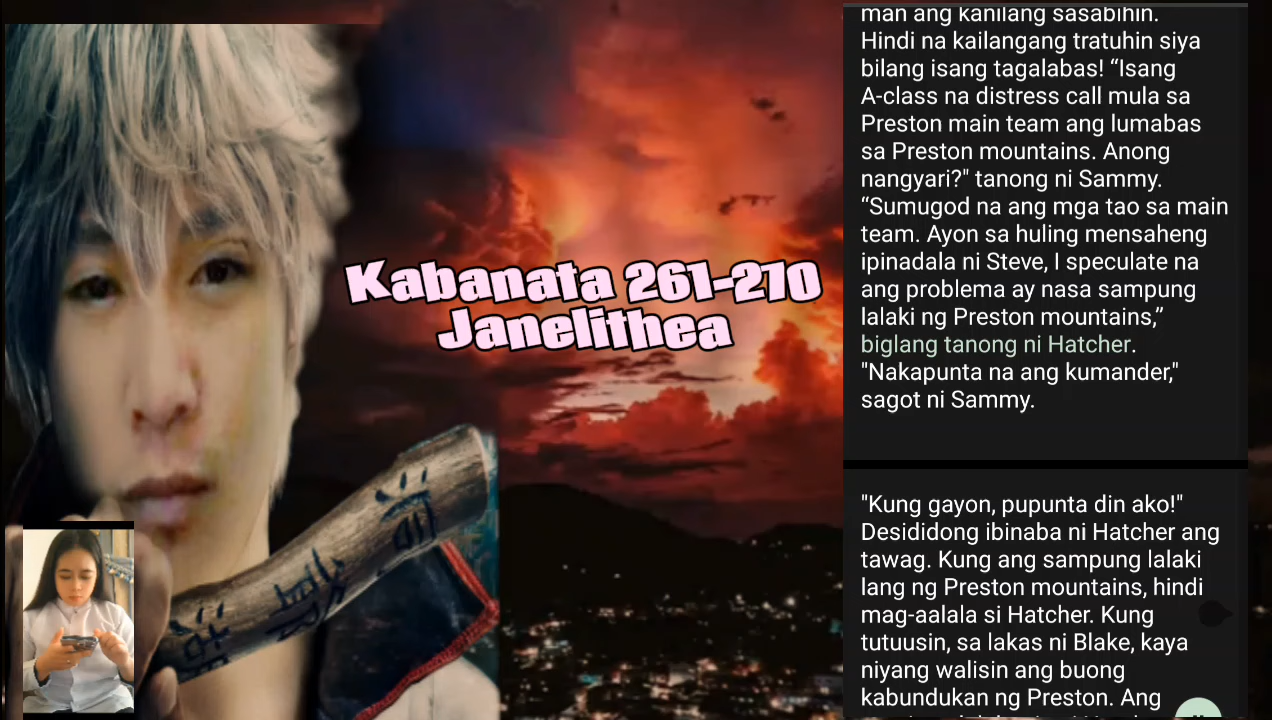 Kabanata 261-270
Janelithea
man ang kanilang sasabihin.
Hindi na kailangang tratuhin siya
bilang isang tagalabas! “Isang
A-class na distress call mula sa
Preston main team ang lumabas
sa Preston mountains. Anong
nangyari?" tanong ni Sammy.
“Sumugod na ang mga tao sa main
team. Ayon sa huling mensaheng
ipinadala ni Steve, I speculate na
ang problema ay nasa sampung
lalaki ng Preston mountains,”
biglang tanong ni Hatcher.
"Nakapunta na ang kumander,"
sagot ni Sammy.
"Kung gayon, pupunta din ako!"
Desididong ibinaba ni Hatcher ang
tawag. Kung ang sampung lalaki
lang ng Preston mountains, hindi
mag-aalala si Hatcher. Kung
tutuusin, sa lakas ni Blake, kaya
niyang walisin ang buong
kabundukan ng Preston. Ang